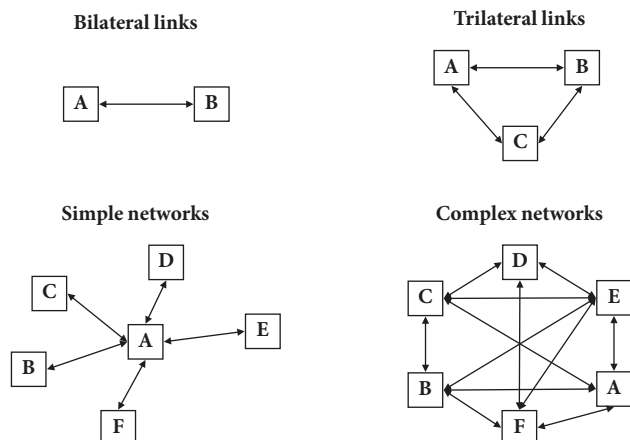 Bilateral links
A
B
Trilateral links
A
B
C
Simple networks
D
C
A
E
B
F
Complex networks
D
C
E
B
A
F